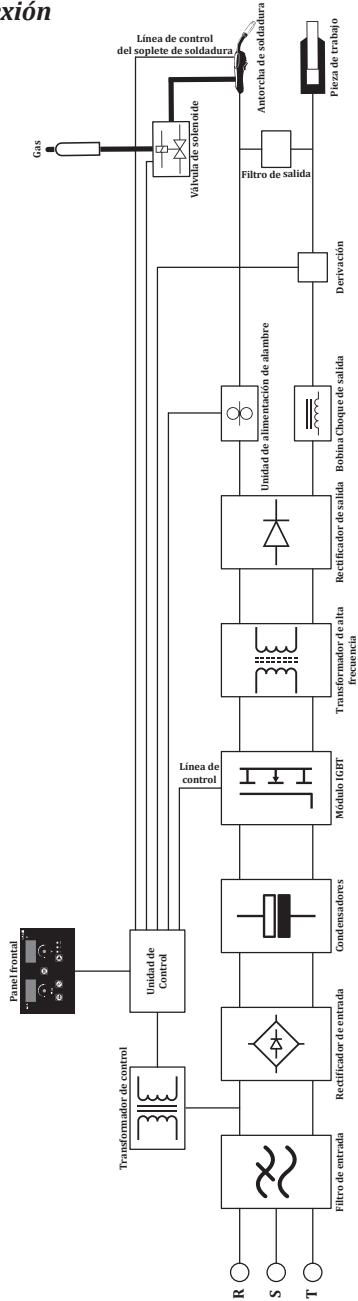 exión
Línea de control
del soplete de soldadura
Antorcha de soldadura
Pieza de trabajo
Gas
Válvula de solenoide
Filtro de salida
Derivación
Unidad de alimentación de alambre
Bobina Choque de salida
Rectificador de salida
Transformador de alta
frecuencia
Línea de
control
Módulo IGBT
Panel frontal
Unidad de
Control
Condensadores
Transformador de control
Rectificador de entrada
Filtro de entrada
R
S
T